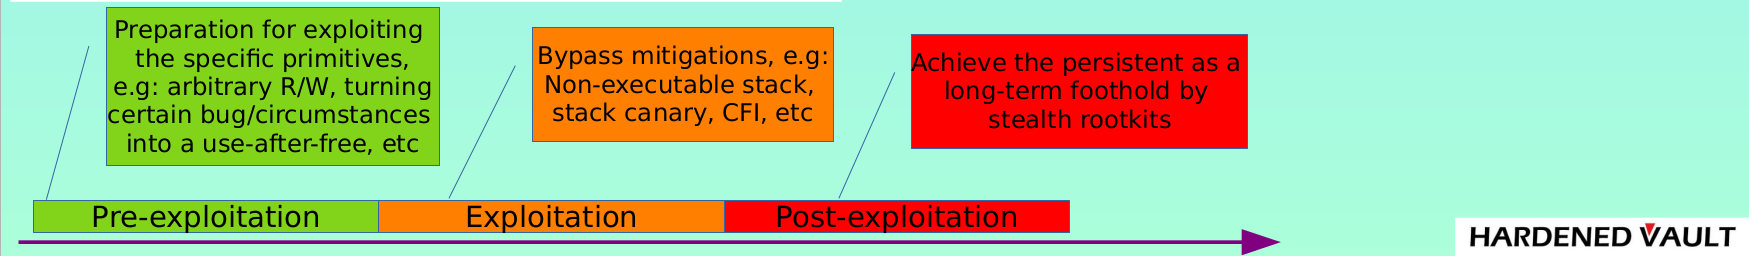 Preparation for exploiting
the specific primitives,
e.g: arbitrary R/W, turning
certain bug/circumstances
into a use-after-free, etc
Bypass mitigations, e.g:
Non-executable stack,
stack canary, CFI, etc
Achieve the persistent as a
long-term foothold by
stealth rootkits
Pre-exploitation
Exploitation
Post-exploitation
HARDENED VAULT